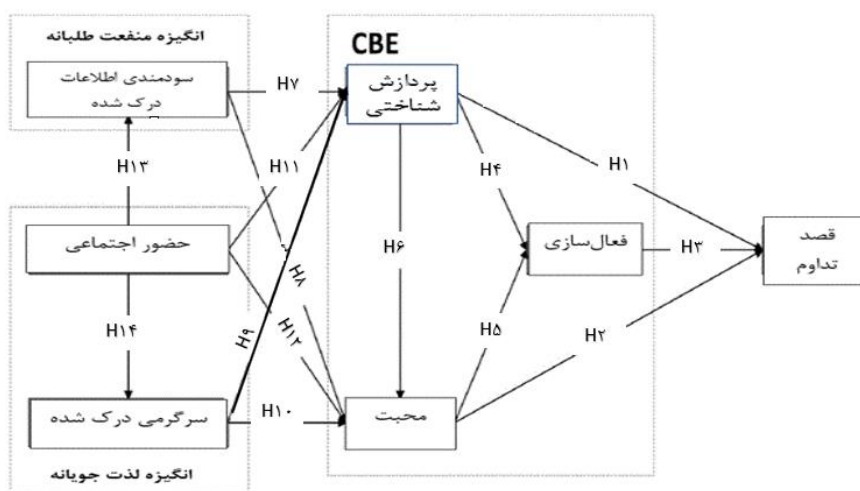 انگیزه منفعت طلبانه
سودمندی اطلاعات
درک شده
H۱۳
حضور اجتماعی
H۱۴
سرگرمی درک شده
انگیزه لذت جویانه
H۷
H۱۱
H۸
H۹
H۱۲
H۱۰
CBE
پردازش
شناختی
H۶
محبت
H۴
H۵
فعال‌سازی
H۱
H۳
H۲
قصد
تداوم